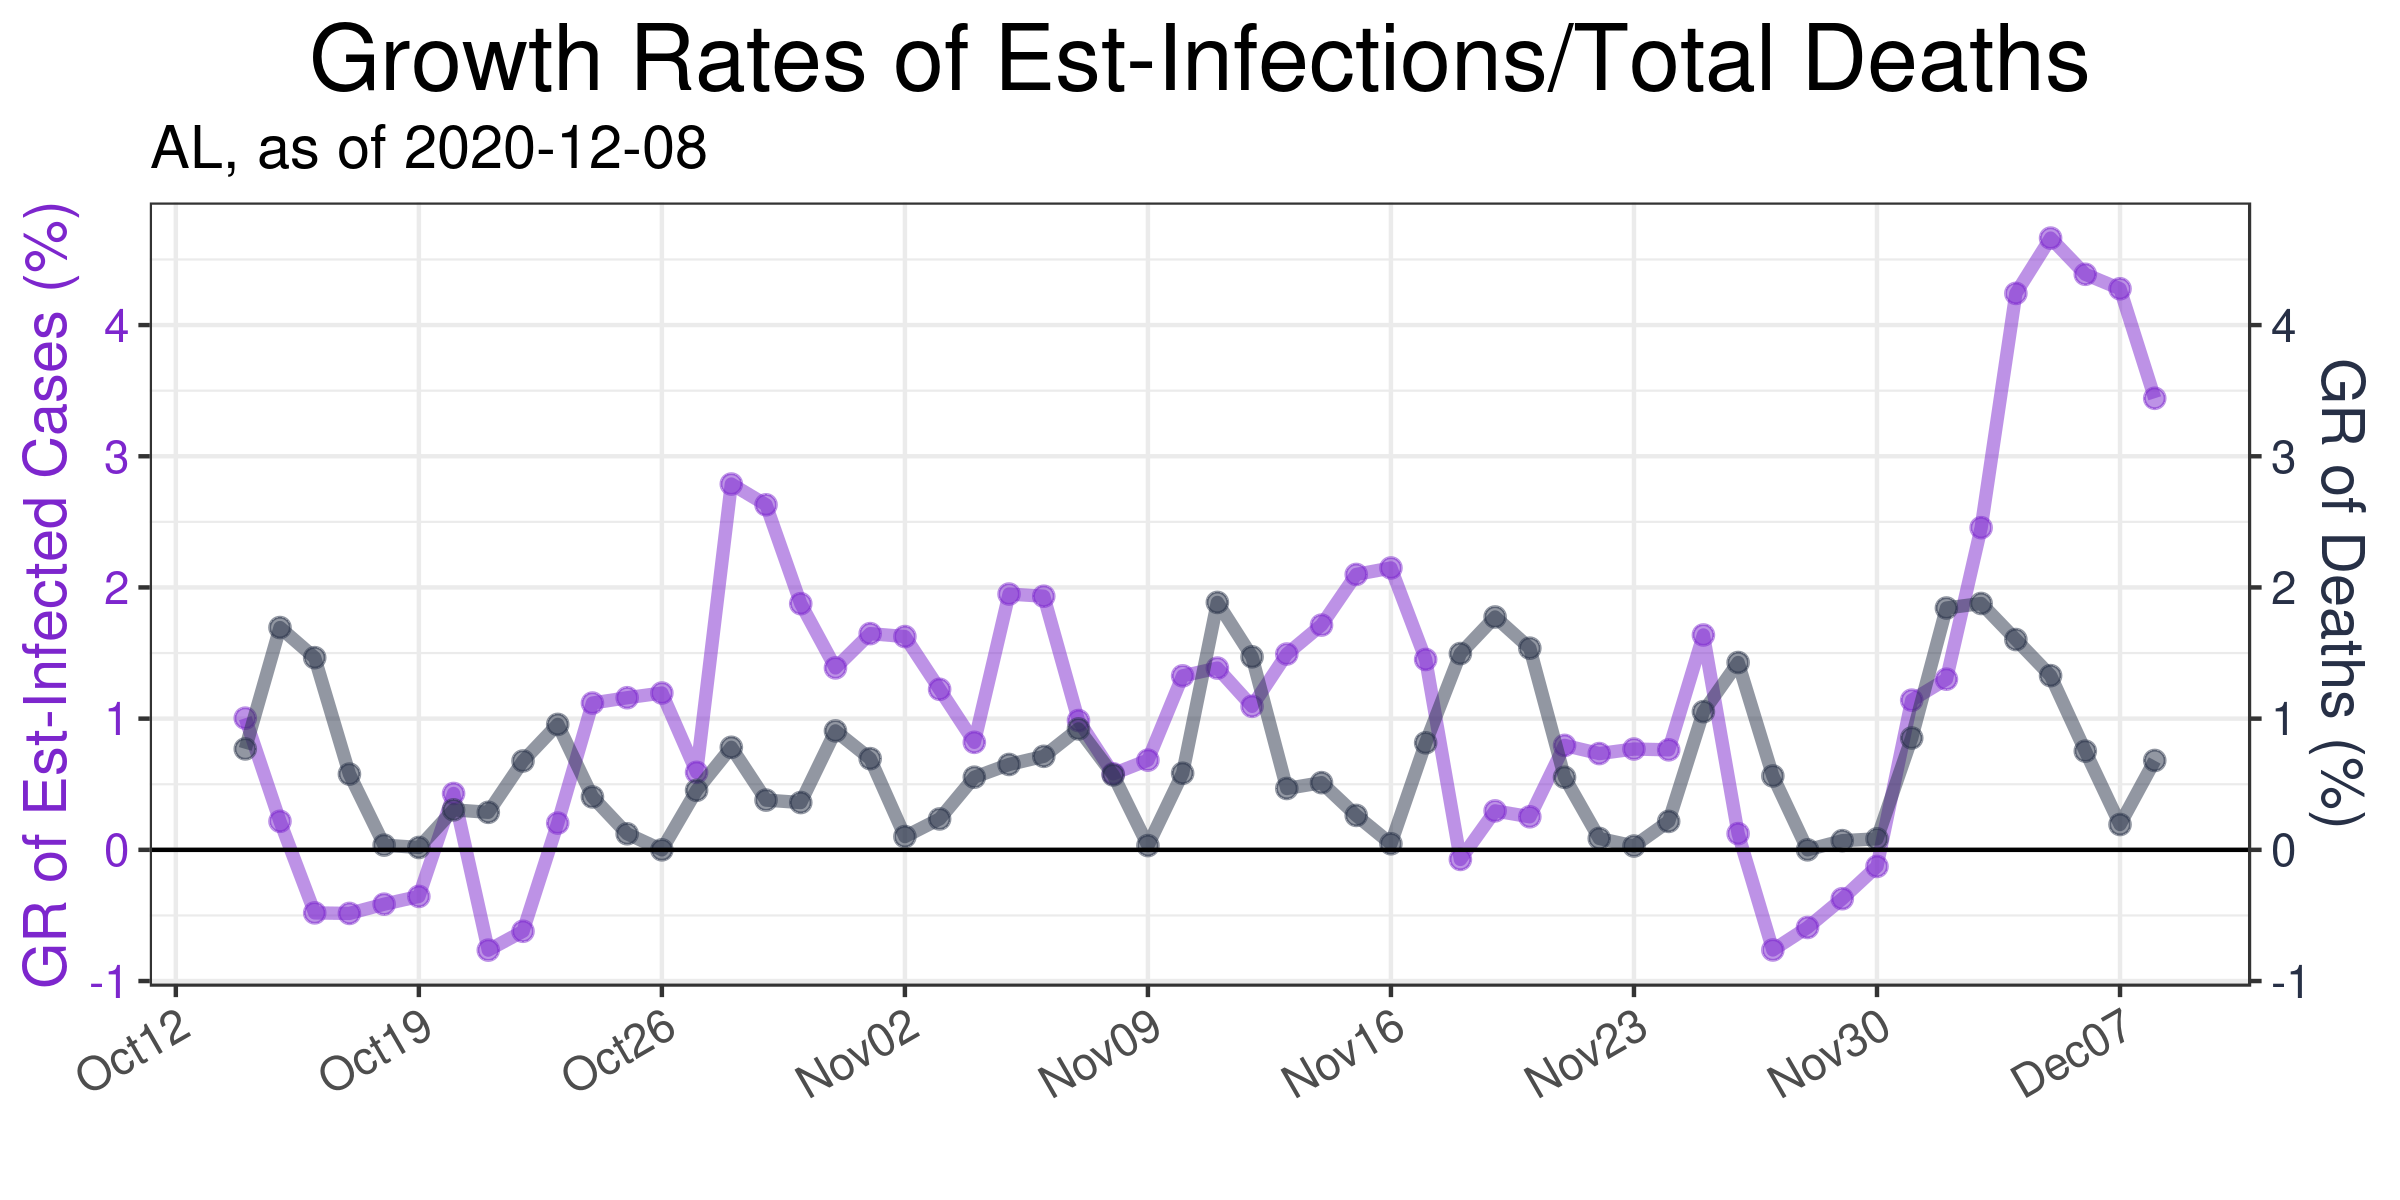 Growth Rates of Est-Infections/Total Deaths
AL, as of 2020-12-08
GR of Est-Infected Cases (%)
4
3
2
1
0
-1
4
3
2
1
0
-1
GR of Deaths (%)
Oct12 Oct19 Oct26 Nov02 Nov09 Nov16 Nov23 Nov30 Dec07